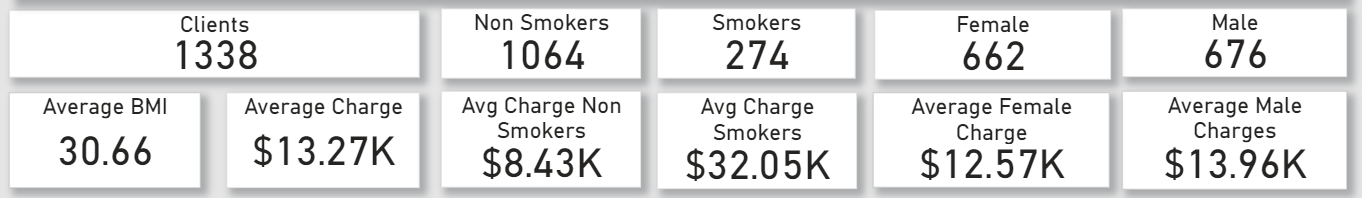 Clients
1338
Non Smokers
1064
Smokers
274
Female
662
Male
676
Average BMI
30.66
Average Charge
$13.27K
Avg Charge Non
Smokers
$8.43K
Avg Charge
Smokers
$32.05K
Average Female
Charge
$12.57K
Average Male
Charges
$13.96K